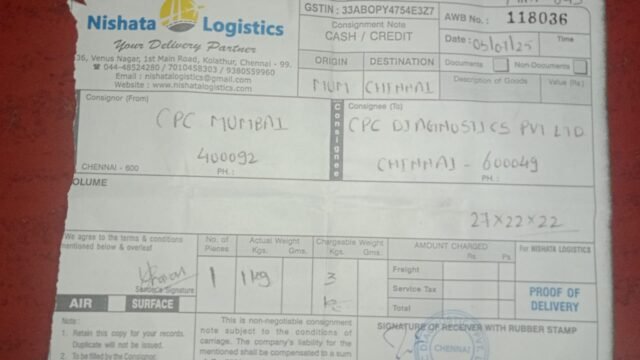 Nishata Logistics
Your Delivery Partner
36, Venus Nagar, 1st Main Road, Kolathur, Chennai - 99.
☎ 044-48524280 / 7010458303 / 9380559960
Email : nishatalogistics@gmail.com
Website : www.nishatalogistics.com
GSTIN : 33ABOPY4754E3Z7
Consignment Note
CASH / CREDIT
AWB No. : 118036
Date : 05/01/25 Time
ORIGIN DESTINATION
MUM CHENNAI
Documents Non-Documents
Description of Goods Value (Rs)
Consignor (From)
CPC MUMBAI
400092
CHENNAI - 600 PH. :
Consignee
Consignee (To)
CPC DIAGINOSTICS PVT LTD
CHENNAI - 600049
PH. :
OLUME
27×22×22
We agree to the terms & conditions
mentioned below & overleaf
Signature
AIR SURFACE
No. of Pieces Actual Weight Kgs. Gms. Chargeable Weight Kgs. Gms.
1 1kg 3
AMOUNT CHARGED Rs. Ps.
Freight
Service Tax
Total
For NISHATA LOGISTICS
PROOF OF
DELIVERY
Note :
1. Retain this copy for your records.
Duplicate will not be issued.
2. To be filled by the Consignor.
This is non-negotiable consignment
note subject to the conditions of
carriage. The company's liability for
the mentioned shall be compensated to a sum
SIGNATURE OF RECEIVER WITH RUBBER STAMP
CHENNAI